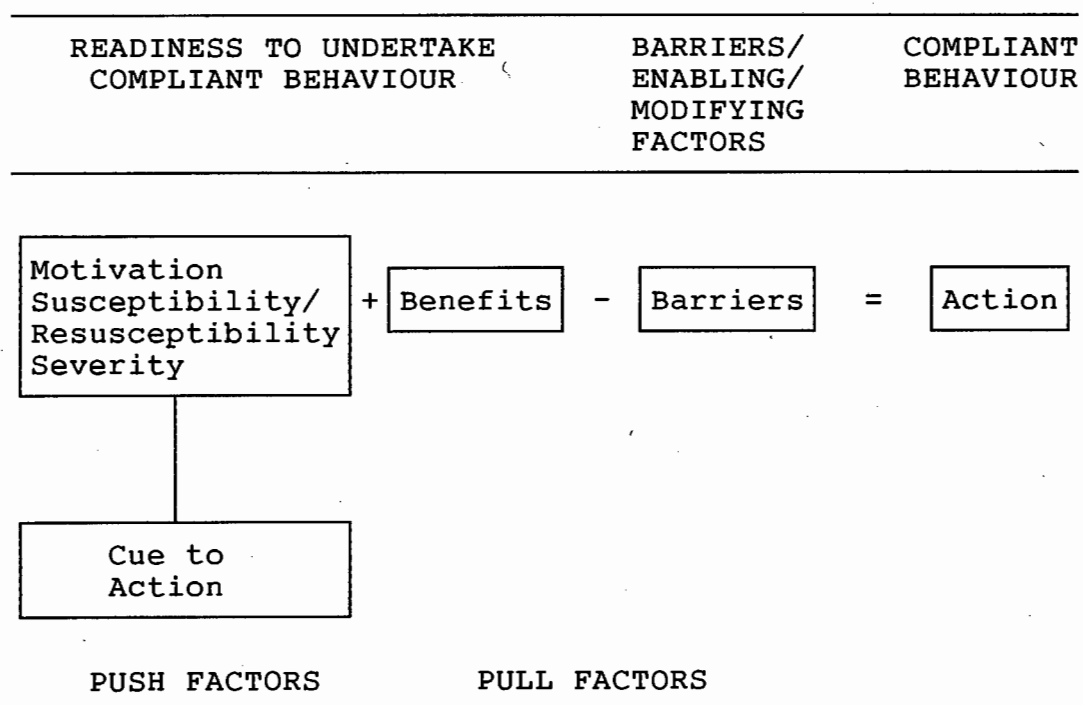 READINESS TO UNDERTAKE
COMPLIANT BEHAVIOUR
BARRIERS/
ENABLING/
MODIFYING
FACTORS
COMPLIANT
BEHAVIOUR
Motivation
Susceptibility/
Resusceptibility
Severity
+ Benefits - Barriers = Action
Cue to
Action
PUSH FACTORS
PULL FACTORS